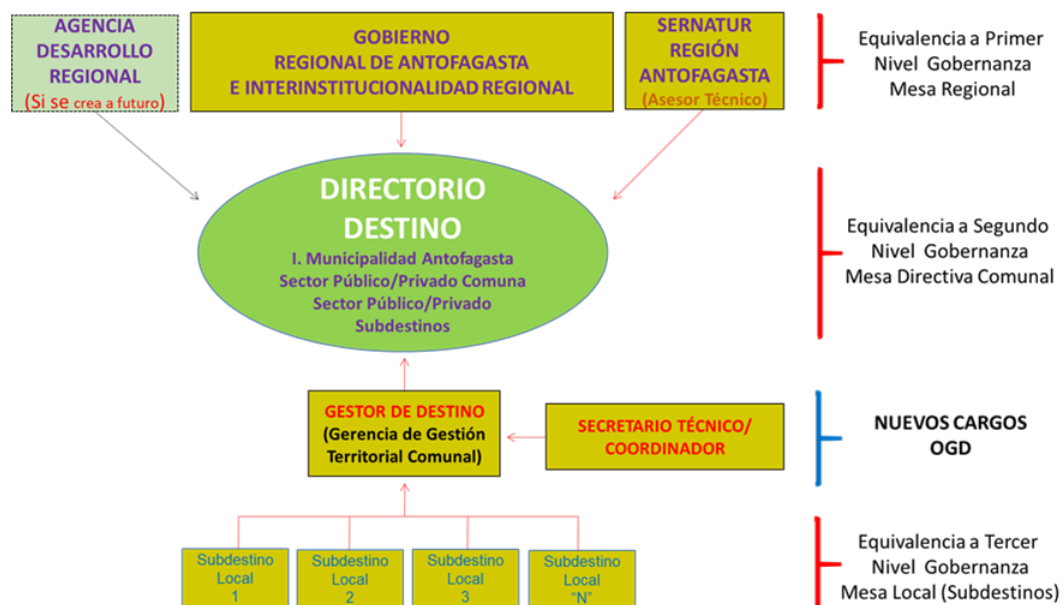 AGENCIA
DESARROLLO
REGIONAL
(Si se crea a futuro)
GOBIERNO
REGIONAL DE ANTOFAGASTA
E INTERINSTITUCIONALIDAD REGIONAL
SERNATUR
REGIÓN
ANTOFAGASTA
(Asesor Técnico)
Equivalencia a Primer
Nivel Gobernanza
Mesa Regional
DIRECTORIO
DESTINO
I. Municipalidad Antofagasta
Sector Público/Privado Comuna
Sector Público/Privado
Subdestinos
Equivalencia a Segundo
Nivel Gobernanza
Mesa Directiva Comunal
GESTOR DE DESTINO
(Gerencia de Gestión
Territorial Comunal)
SECRETARIO TÉCNICO/
COORDINADOR
NUEVOS CARGOS
OGD
Subdestino
Local
1
Subdestino
Local
2
Subdestino
Local
3
Subdestino
Local
"N"
Equivalencia a Tercer
Nivel Gobernanza
Mesa Local (Subdestinos)